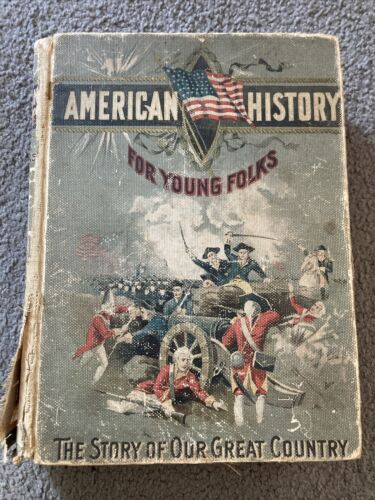 AMERICAN HISTORY
FOR YOUNG FOLKS
THE STORY OF OUR GREAT COUNTRY